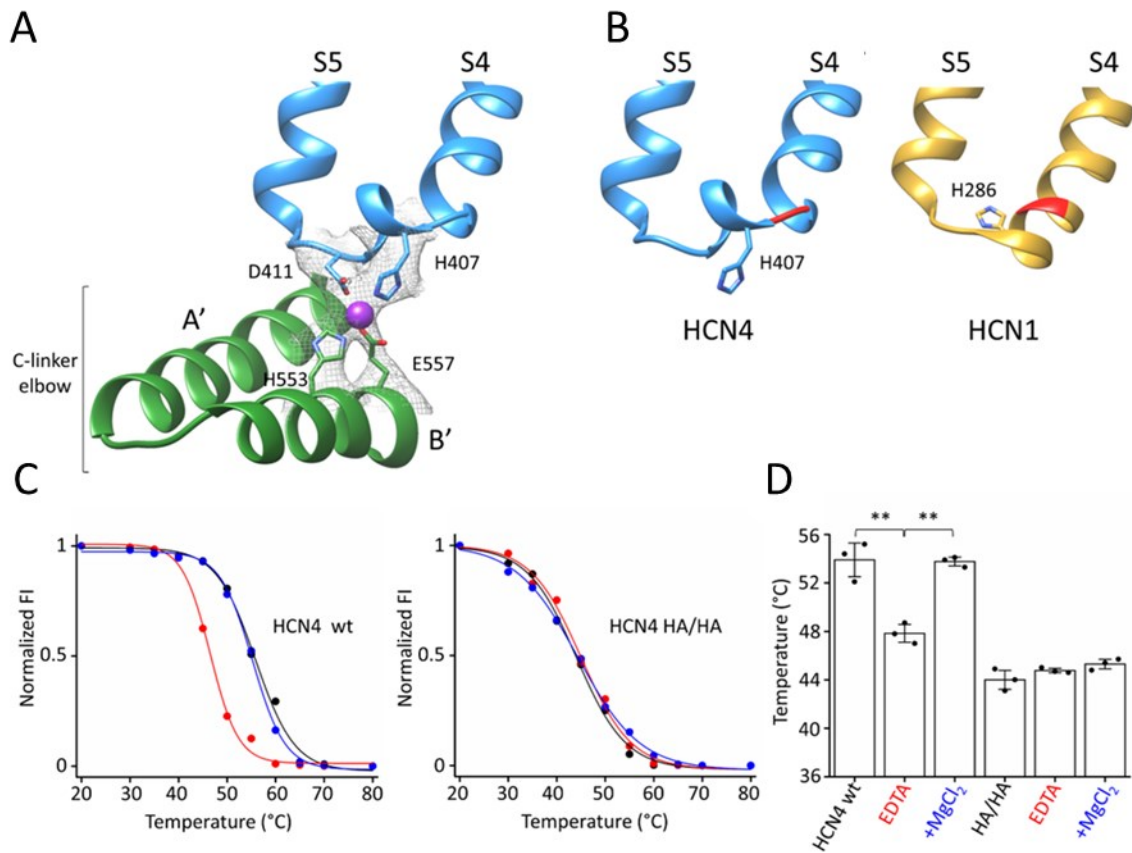 A
B
S5 S4
S5 S4
S5 S4
D411
H407
A'
C-linker
elbow
H553
E557
B'
H407
H286
HCN4
HCN1
C
D
1
0.5
0
Normalized FI
HCN4 wt
20 30 40 50 60 70 80
Temperature (°C)
1
0.5
0
Normalized FI
HCN4 HA/HA
20 30 40 50 60 70 80
Temperature (°C)
** **
56
52
48
44
40
36
Temperature (°C)
HCN4 wt
EDTA
+MgCl2
HA/HA
EDTA
+MgCl2